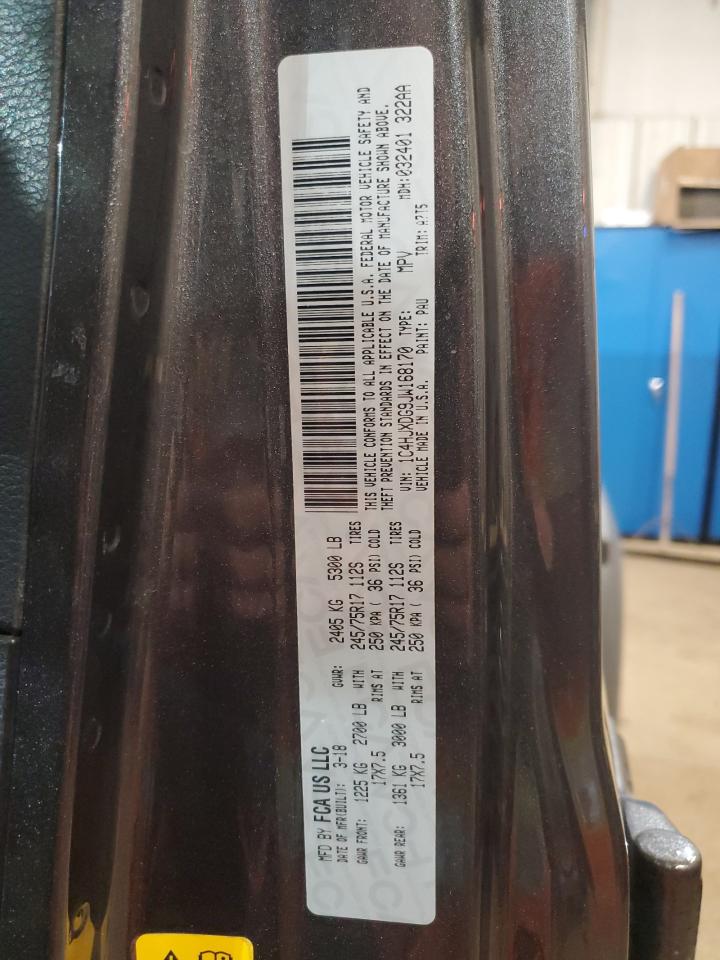 MFD BY FCA US LLC
DATE OF MFR(BUILT): 3-18 GVWR: 2405 KG 5300 LB
GAWR FRONT: 1225 KG 2700 LB WITH 245/75R17 112S TIRES
17X7.5 RIMS AT 250 KPA ( 36 PSI) COLD
GAWR REAR: 1361 KG 3000 LB WITH 245/75R17 112S TIRES
17X7.5 RIMS AT 250 KPA ( 36 PSI) COLD
THIS VEHICLE CONFORMS TO ALL APPLICABLE U.S.A. FEDERAL MOTOR VEHICLE SAFETY AND
THEFT PREVENTION STANDARDS IN EFFECT ON THE DATE OF MANUFACTURE SHOWN ABOVE.
VIN: 1C4HJXDG9JW168170 TYPE: MPV MDH:032401 322AA
VEHICLE MADE IN U.S.A. PAINT: PAU TRIM: A7T5